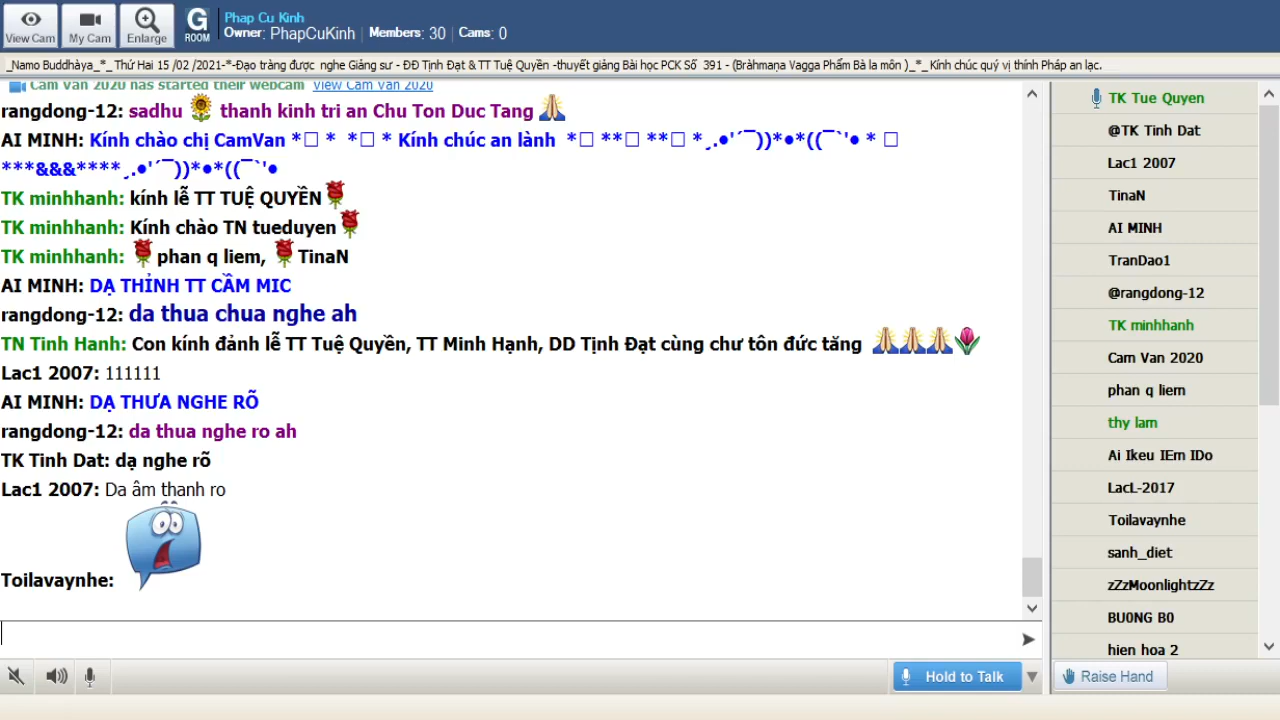 View Cam
My Cam
Enlarge
G
ROOM
Phap Cu Kinh
Owner: PhapCuKinh | Members: 30 | Cams: 0
_Namo Buddhàya_*_ Thứ Hai 15 /02 /2021-*-Đạo tràng được nghe Giảng sư - ĐĐ Tịnh Đạt & TT Tuệ Quyền -thuyết giảng Bài học PCK Số 391 - (Bràhmaṇa Vagga Phẩm Bà la môn )_*_ Kính chúc quý vị thính Pháp an lạc.
Cam Van 2020 has started their webcam View Cam Van 2020
rangdong-12: sadhu 🌻 thanh kinh tri an Chu Ton Duc Tang 🙏
AI MINH: Kính chào chị CamVan *□ * *□ * Kính chúc an lành *□ **□ **□ *¸.•'´¯))*•*((¯`'• * □
***&&&****¸.•'´¯))*•*((¯`'•
TK minhhanh: kính lễ TT TUỆ QUYỀN🌹
TK minhhanh: Kính chào TN tueduyen🌹
TK minhhanh: 🌹phan q liem, 🌹TinaN
AI MINH: DẠ THỈNH TT CẦM MIC
rangdong-12: da thua chua nghe ah
TN Tinh Hanh: Con kính đảnh lễ TT Tuệ Quyền, TT Minh Hạnh, DD Tịnh Đạt cùng chư tôn đức tăng 🙏🙏🙏🌷
Lac1 2007: 111111
AI MINH: DẠ THƯA NGHE RÕ
rangdong-12: da thua nghe ro ah
TK Tinh Dat: dạ nghe rõ
Lac1 2007: Da âm thanh ro
Toilavaynhe:
Hold to Talk
TK Tue Quyen
@TK Tinh Dat
Lac1 2007
TinaN
AI MINH
TranDao1
@rangdong-12
TK minhhanh
Cam Van 2020
phan q liem
thy lam
Ai Ikeu IEm IDo
LacL-2017
Toilavaynhe
sanh_diet
zZzMoonlightzZz
BU0NG B0
hien hoa 2
Raise Hand